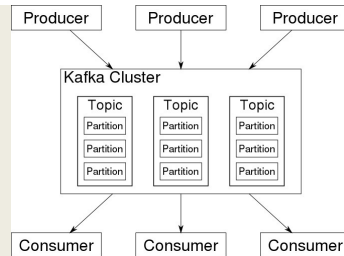 Producer Producer Producer
Kafka Cluster
Topic Topic Topic
Partition Partition Partition
Partition Partition Partition
Partition Partition Partition
Consumer Consumer Consumer